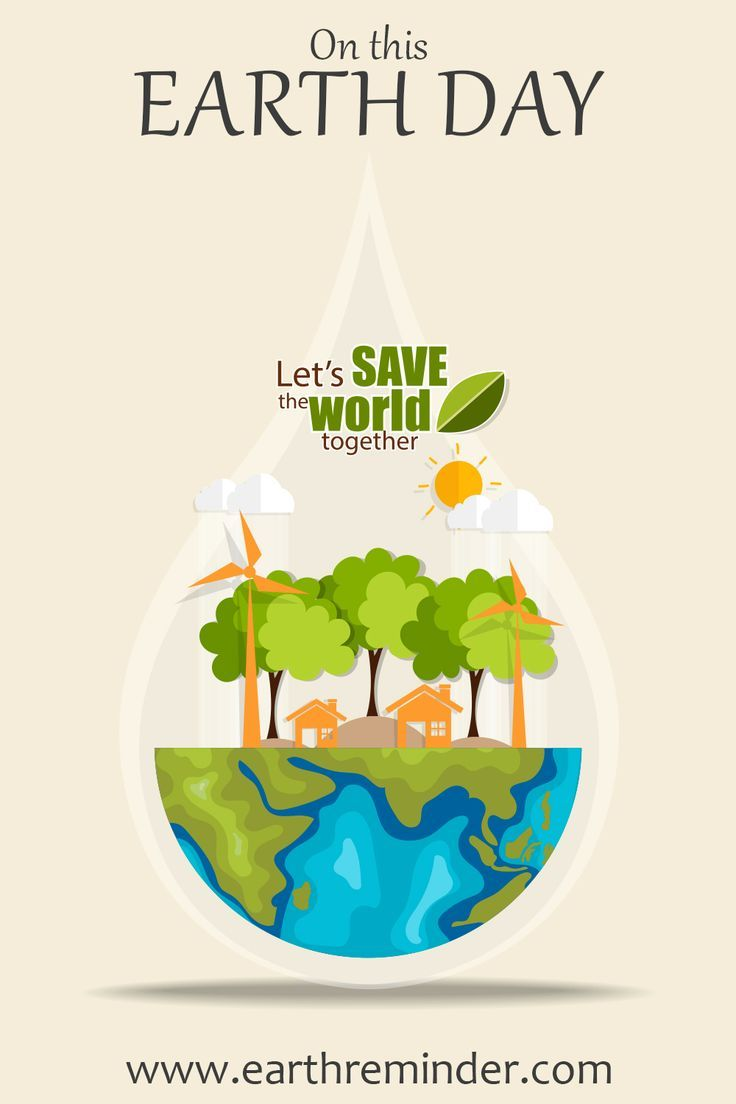 On this
EARTH DAY
Let's SAVE
the world
together
www.earthreminder.com